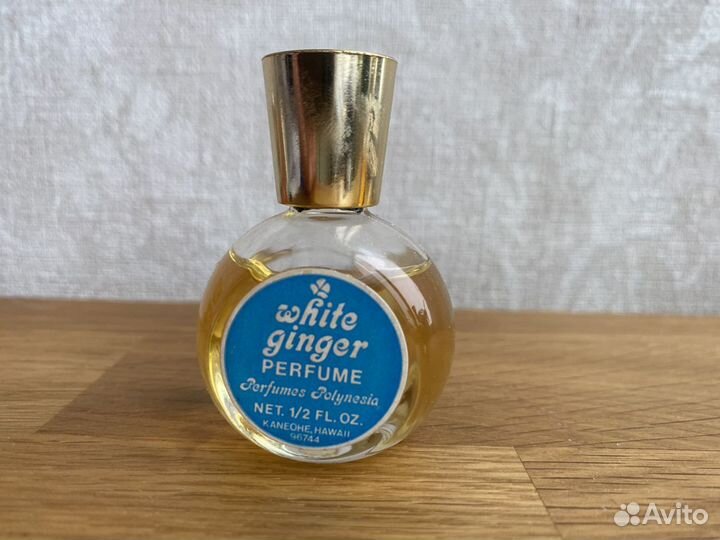 white
ginger
PERFUME
Perfumes Polynesia
NET. 1/2 FL. OZ.
KANEOHE, HAWAII
96744
Avito